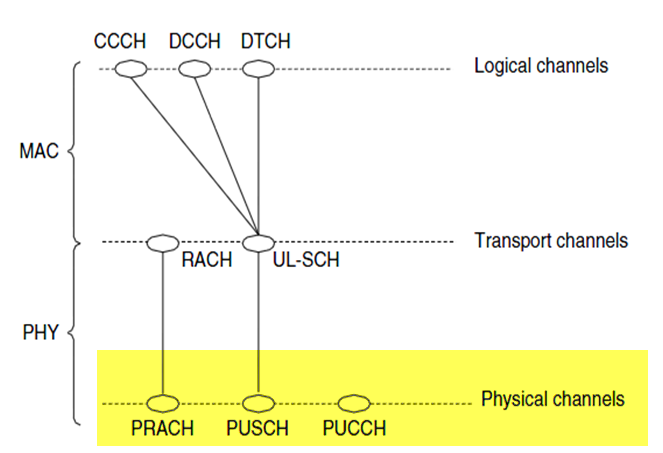 CCCH DCCH DTCH
Logical channels
MAC
Transport channels
RACH UL-SCH
PHY
Physical channels
PRACH PUSCH PUCCH